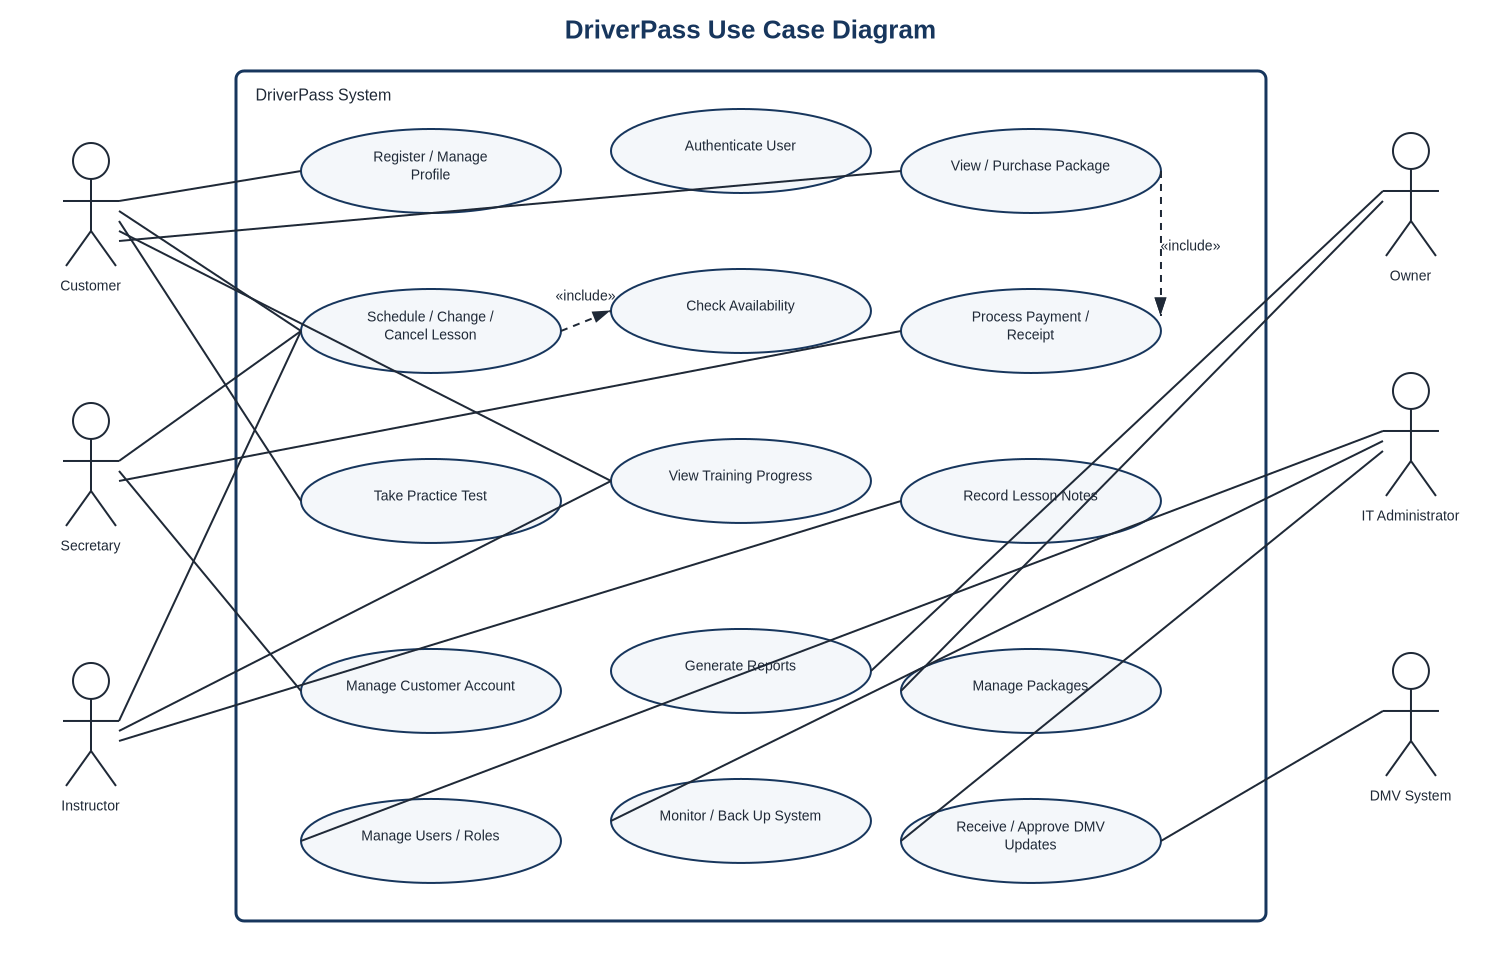 DriverPass Use Case Diagram
DriverPass System
Customer
Secretary
Instructor
Register / Manage
Profile
Authenticate User
View / Purchase Package
«include»
Schedule / Change /
Cancel Lesson
«include»
Check Availability
Process Payment /
Receipt
Take Practice Test
View Training Progress
Record Lesson Notes
Manage Customer Account
Generate Reports
Manage Packages
Manage Users / Roles
Monitor / Back Up System
Receive / Approve DMV
Updates
Owner
IT Administrator
DMV System